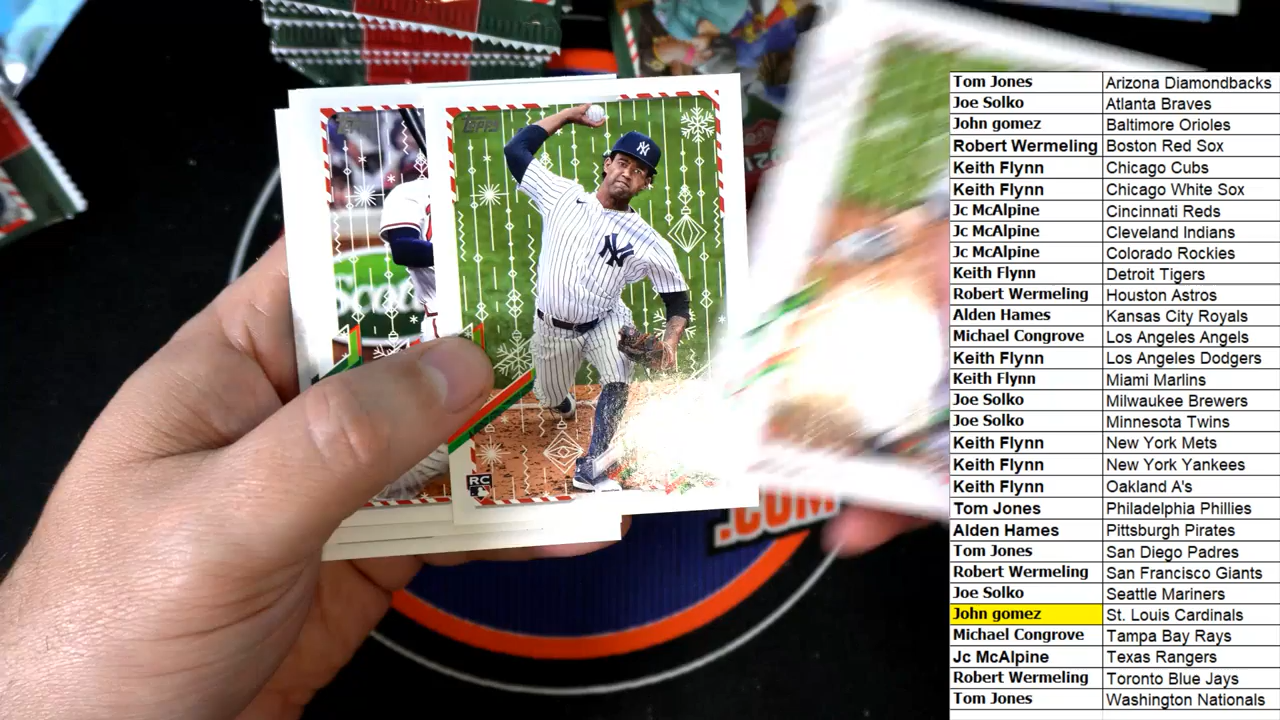 TOPPS
NY
NY
RC
.COM
Tom Jones Arizona Diamondbacks
Joe Solko Atlanta Braves
John gomez Baltimore Orioles
Robert Wermeling Boston Red Sox
Keith Flynn Chicago Cubs
Keith Flynn Chicago White Sox
Jc McAlpine Cincinnati Reds
Jc McAlpine Cleveland Indians
Jc McAlpine Colorado Rockies
Keith Flynn Detroit Tigers
Robert Wermeling Houston Astros
Alden Hames Kansas City Royals
Michael Congrove Los Angeles Angels
Keith Flynn Los Angeles Dodgers
Keith Flynn Miami Marlins
Joe Solko Milwaukee Brewers
Joe Solko Minnesota Twins
Keith Flynn New York Mets
Keith Flynn New York Yankees
Keith Flynn Oakland A's
Tom Jones Philadelphia Phillies
Alden Hames Pittsburgh Pirates
Tom Jones San Diego Padres
Robert Wermeling San Francisco Giants
Joe Solko Seattle Mariners
John gomez St. Louis Cardinals
Michael Congrove Tampa Bay Rays
Jc McAlpine Texas Rangers
Robert Wermeling Toronto Blue Jays
Tom Jones Washington Nationals